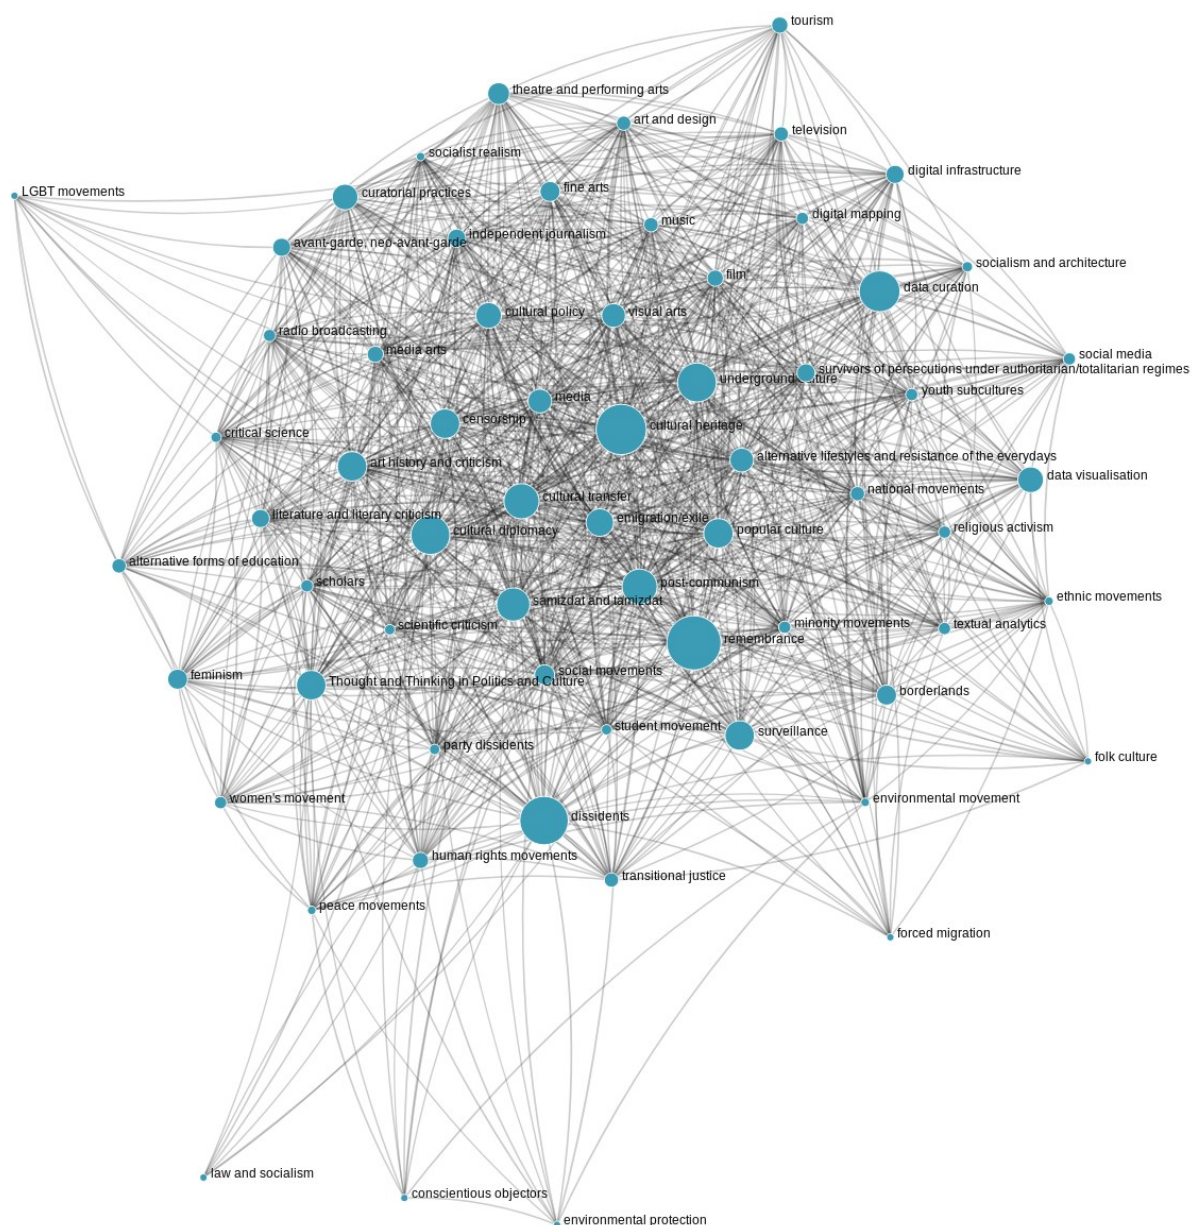 tourism
theatre and performing arts
art and design
television
socialist realism
digital infrastructure
LGBT movements
curatorial practices
fine arts
digital mapping
music
independent journalism
avant-garde, neo-avant-garde
socialism and architecture
film
data curation
cultural policy
visual arts
radio broadcasting
media arts
social media
survivors of persecutions under authoritarian/totalitarian regimes
underground culture
youth subcultures
media
censorship
cultural heritage
critical science
alternative lifestyles and resistance of the everydays
art history and criticism
data visualisation
national movements
cultural transfer
literature and literary criticism
emigration/exile
religious activism
cultural diplomacy
popular culture
alternative forms of education
scholars
post-communism
ethnic movements
samizdat and tamizdat
scientific criticism
minority movements
textual analytics
remembrance
social movements
feminism
Thought and Thinking in Politics and Culture
borderlands
student movement
surveillance
party dissidents
folk culture
women's movement
environmental movement
dissidents
human rights movements
transitional justice
peace movements
forced migration
law and socialism
conscientious objectors
environmental protection